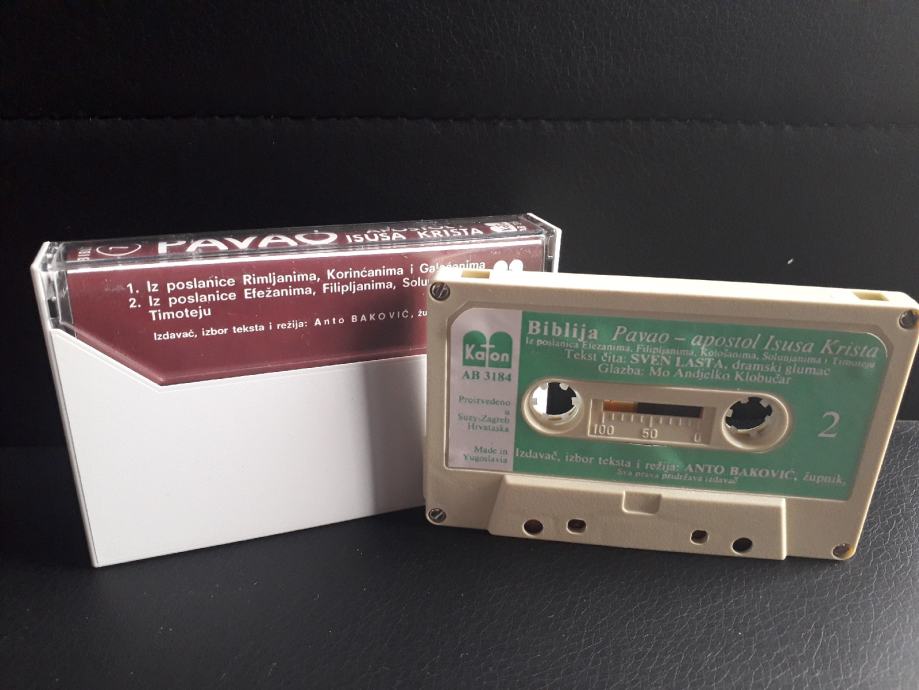 PAVAO APOSTOL
ISUSA KRISTA
1. Iz poslanice Rimljanima, Korinćanima i Galaćanima
2. Iz poslanice Efežanima, Filipljanima,
Timoteju
Izdavač, izbor teksta i režija: Anto BAKOVIĆ,
Katon
AB 3184
Proizvedeno
u
Suzy-Zagreb
Hrvatska
Made in
Yugoslavia
Biblija Pavao – apostol Isusa Krista
Iz poslanica Efežanima, Filipljanima, Kološanima, Solunjanima i Timoteju
Tekst čita: SVEN LASTA, dramski glumac
Glazba: Mo Andjelko Klobučar
100 50 0
2
Izdavač, izbor teksta i režija: ANTO BAKOVIĆ, župnik,
Sva prava pridržava izdavač